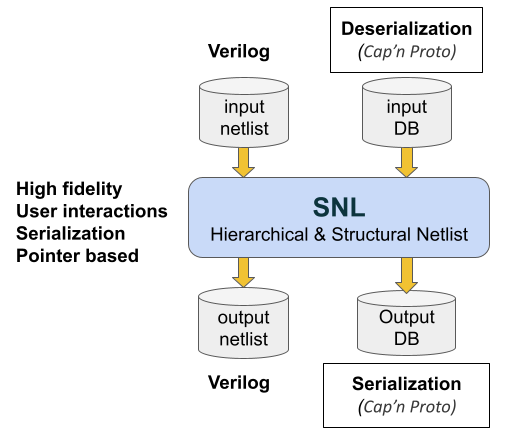 Deserialization
(Cap'n Proto)
Verilog
input
netlist
input
DB
High fidelity
User interactions
Serialization
Pointer based
SNL
Hierarchical & Structural Netlist
output
netlist
Output
DB
Verilog
Serialization
(Cap'n Proto)